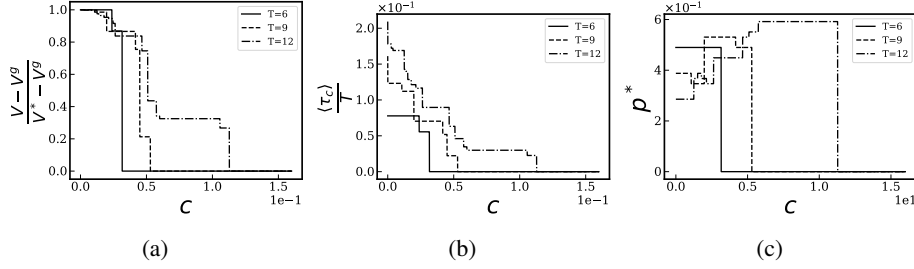 1.0
0.8
0.6
0.4
0.2
0.0
V − V^g
V* − V^g
T=6
T=9
T=12
0.0 0.5 1.0 1.5
1e−1
c
(a)
×10⁻¹
2.0
1.5
1.0
0.5
0.0
⟨τ_c⟩
T
T=6
T=9
T=12
0.0 0.5 1.0 1.5
1e−1
c
(b)
×10⁻¹
6
4
2
0
p*
T=6
T=9
T=12
0.0 0.5 1.0 1.5
1e1
c
(c)